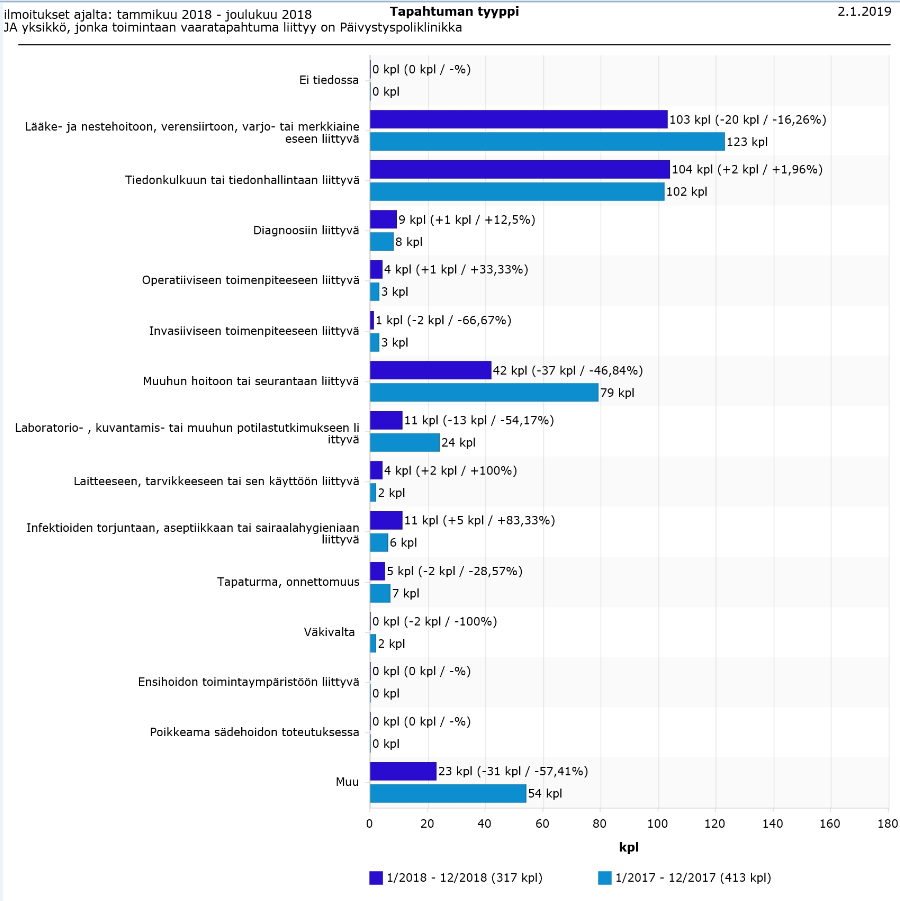 ilmoitukset ajalta: tammikuu 2018 - joulukuu 2018
Tapahtuman tyyppi
2.1.2019
JA yksikkö, jonka toimintaan vaaratapahtuma liittyy on Päivystyspoliklinikka
Ei tiedossa
0 kpl (0 kpl / -%)
0 kpl
Lääke- ja nestehoitoon, verensiirtoon, varjo- tai merkkiaine
eseen liittyvä
103 kpl (-20 kpl / -16,26%)
123 kpl
Tiedonkulkuun tai tiedonhallintaan liittyvä
104 kpl (+2 kpl / +1,96%)
102 kpl
Diagnoosiin liittyvä
9 kpl (+1 kpl / +12,5%)
8 kpl
Operatiiviseen toimenpiteeseen liittyvä
4 kpl (+1 kpl / +33,33%)
3 kpl
Invasiiviseen toimenpiteeseen liittyvä
1 kpl (-2 kpl / -66,67%)
3 kpl
Muuhun hoitoon tai seurantaan liittyvä
42 kpl (-37 kpl / -46,84%)
79 kpl
Laboratorio- , kuvantamis- tai muuhun potilastutkimukseen li
ittyvä
11 kpl (-13 kpl / -54,17%)
24 kpl
Laitteeseen, tarvikkeeseen tai sen käyttöön liittyvä
4 kpl (+2 kpl / +100%)
2 kpl
Infektioiden torjuntaan, aseptiikkaan tai sairaalahygieniaan
liittyvä
11 kpl (+5 kpl / +83,33%)
6 kpl
Tapaturma, onnettomuus
5 kpl (-2 kpl / -28,57%)
7 kpl
Väkivalta
0 kpl (-2 kpl / -100%)
2 kpl
Ensihoidon toimintaympäristöön liittyvä
0 kpl (0 kpl / -%)
0 kpl
Poikkeama sädehoidon toteutuksessa
0 kpl (0 kpl / -%)
0 kpl
Muu
23 kpl (-31 kpl / -57,41%)
54 kpl
0 20 40 60 80 100 120 140 160 180
kpl
1/2018 - 12/2018 (317 kpl)
1/2017 - 12/2017 (413 kpl)